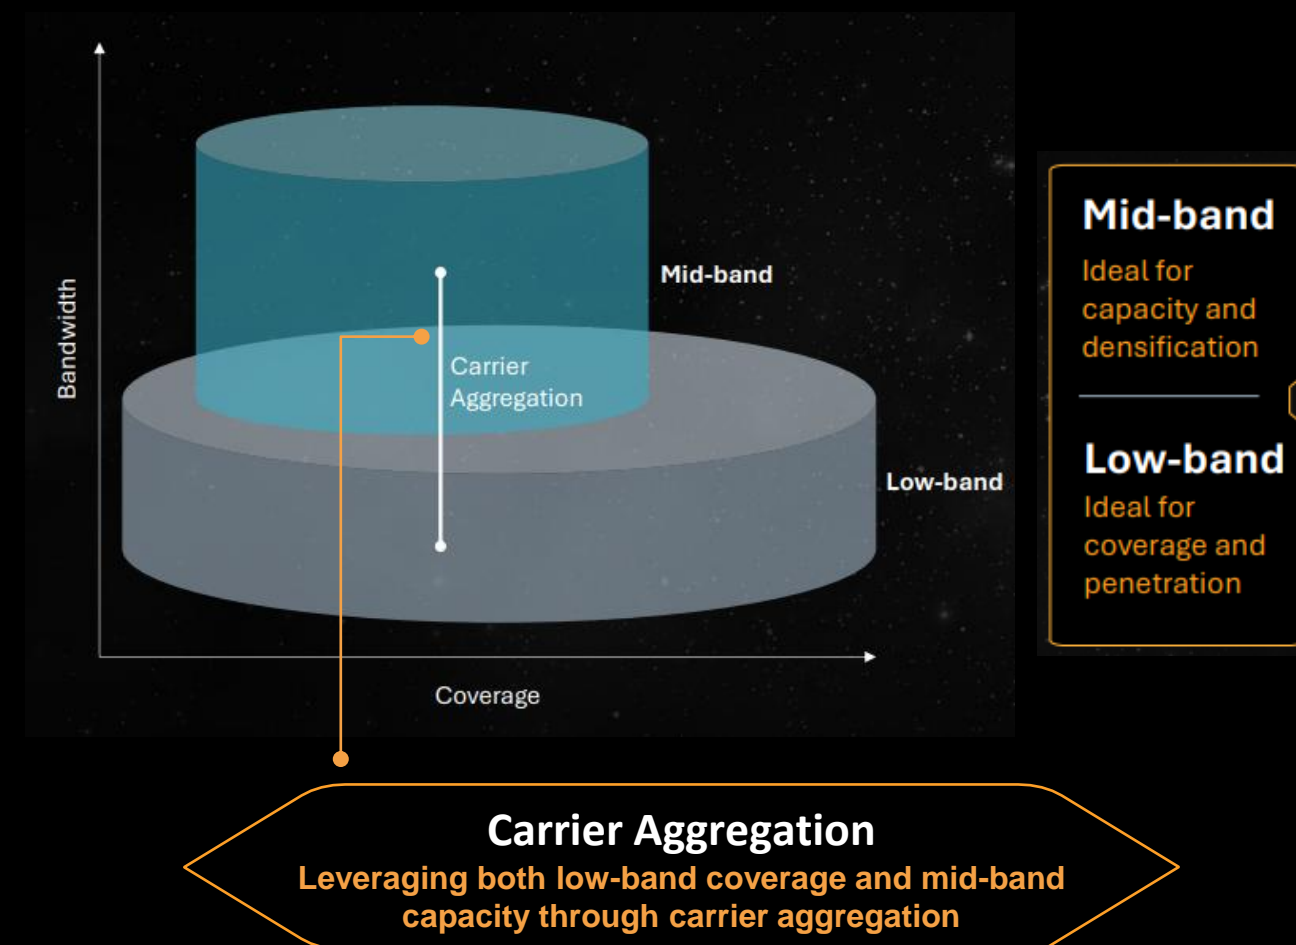 Bandwidth
Mid-band
Carrier
Aggregation
Low-band
Coverage
Mid-band
Ideal for
capacity and
densification
Low-band
Ideal for
coverage and
penetration
Carrier Aggregation
Leveraging both low-band coverage and mid-band
capacity through carrier aggregation